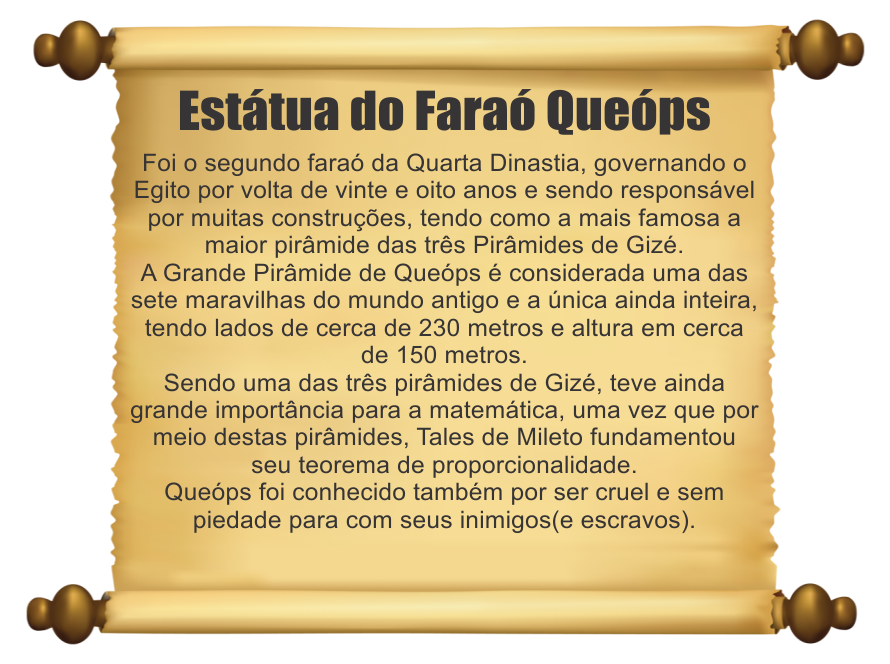 Estátua do Faraó Queóps
Foi o segundo faraó da Quarta Dinastia, governando o
Egito por volta de vinte e oito anos e sendo responsável
por muitas construções, tendo como a mais famosa a
maior pirâmide das três Pirâmides de Gizé.
A Grande Pirâmide de Queóps é considerada uma das
sete maravilhas do mundo antigo e a única ainda inteira,
tendo lados de cerca de 230 metros e altura em cerca
de 150 metros.
Sendo uma das três pirâmides de Gizé, teve ainda
grande importância para a matemática, uma vez que por
meio destas pirâmides, Tales de Mileto fundamentou
seu teorema de proporcionalidade.
Queóps foi conhecido também por ser cruel e sem
piedade para com seus inimigos(e escravos).